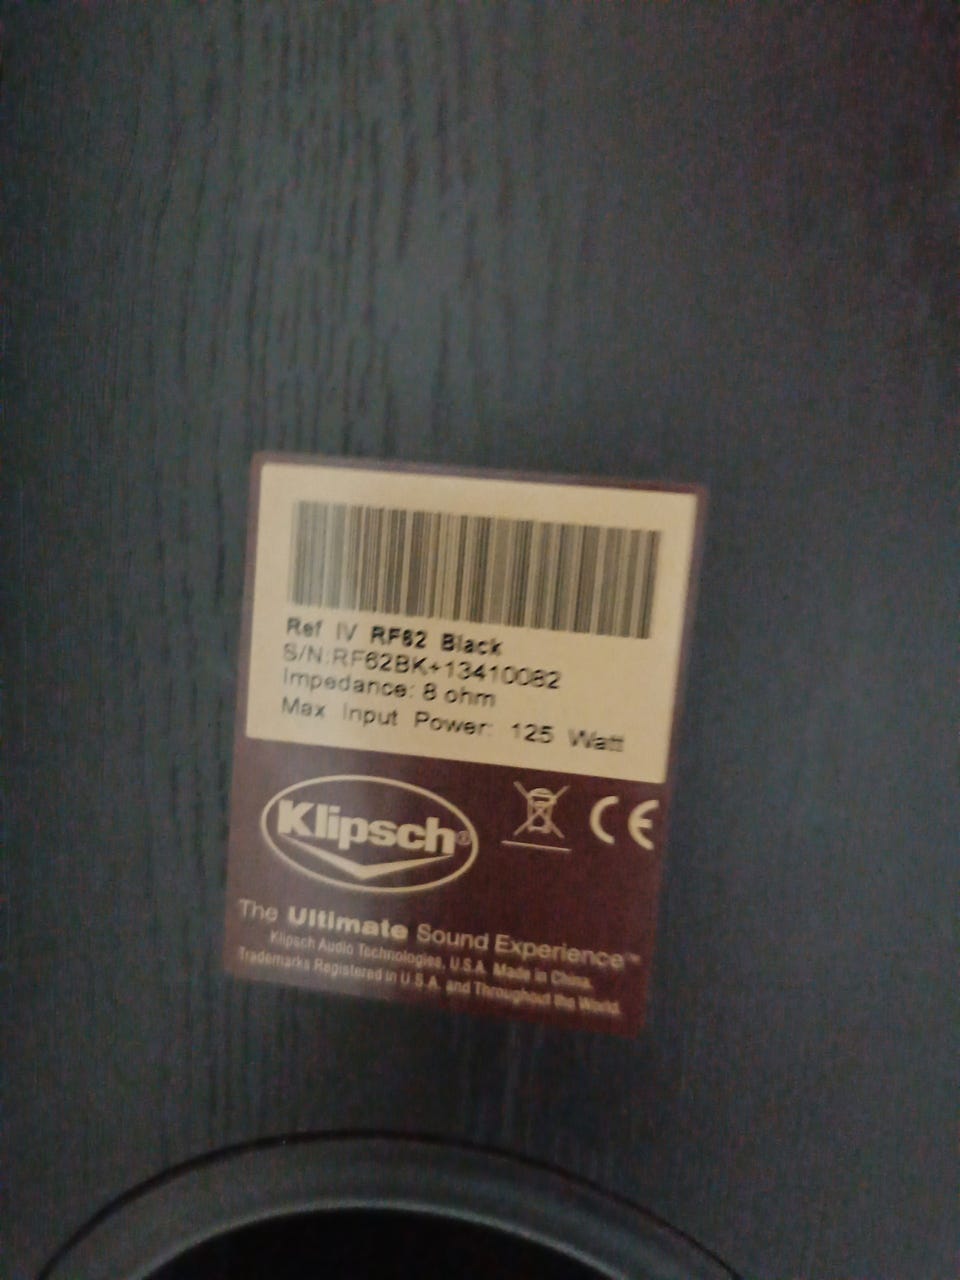 Ref IV RF62 Black
S/N:RF62BK+13410082
Impedance: 8 ohm
Max Input Power: 125 Watt
Klipsch®
CE
The Ultimate Sound Experience™
Klipsch Audio Technologies, U.S.A. Made in China.
Trademarks Registered in U.S.A. and Throughout the World.